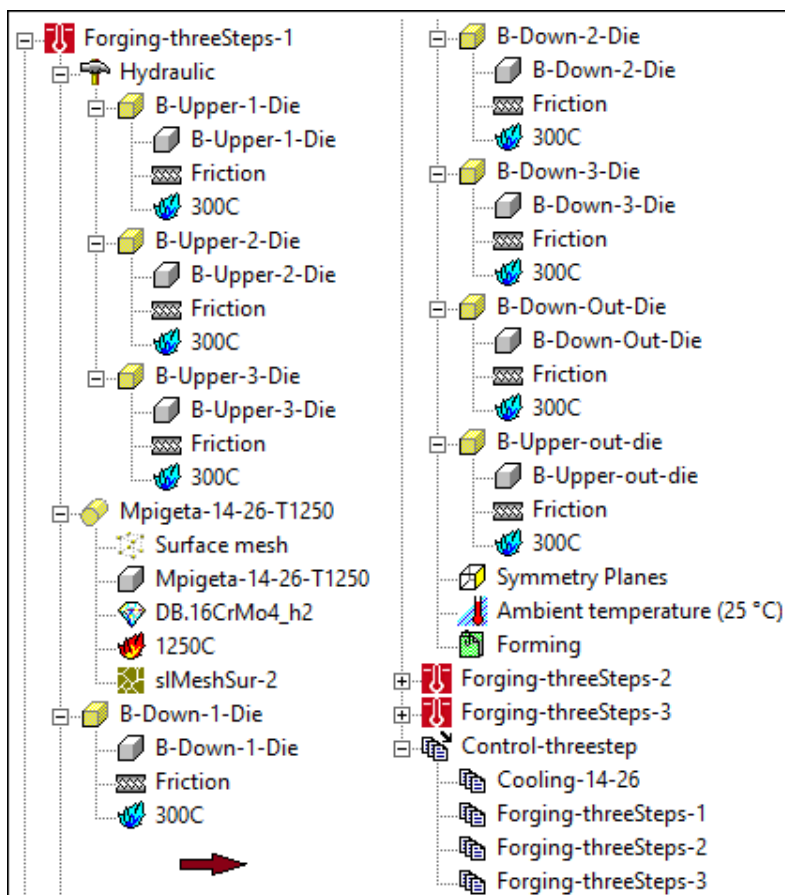 Forging-threeSteps-1
Hydraulic
B-Upper-1-Die
B-Upper-1-Die
Friction
300C
B-Upper-2-Die
B-Upper-2-Die
Friction
300C
B-Upper-3-Die
B-Upper-3-Die
Friction
300C
Mpigeta-14-26-T1250
Surface mesh
Mpigeta-14-26-T1250
DB.16CrMo4_h2
1250C
slMeshSur-2
B-Down-1-Die
B-Down-1-Die
Friction
300C
B-Down-2-Die
B-Down-2-Die
Friction
300C
B-Down-3-Die
B-Down-3-Die
Friction
300C
B-Down-Out-Die
B-Down-Out-Die
Friction
300C
B-Upper-out-die
B-Upper-out-die
Friction
300C
Symmetry Planes
Ambient temperature (25 °C)
Forming
Forging-threeSteps-2
Forging-threeSteps-3
Control-threestep
Cooling-14-26
Forging-threeSteps-1
Forging-threeSteps-2
Forging-threeSteps-3